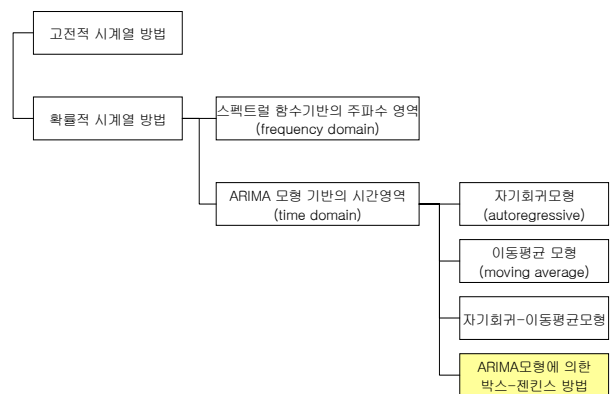 고전적 시계열 방법
확률적 시계열 방법
스펙트럴 함수기반의 주파수 영역
(frequency domain)
ARIMA 모형 기반의 시간영역
(time domain)
자기회귀모형
(autoregressive)
이동평균 모형
(moving average)
자기회귀-이동평균모형
ARIMA모형에 의한
박스-젠킨스 방법